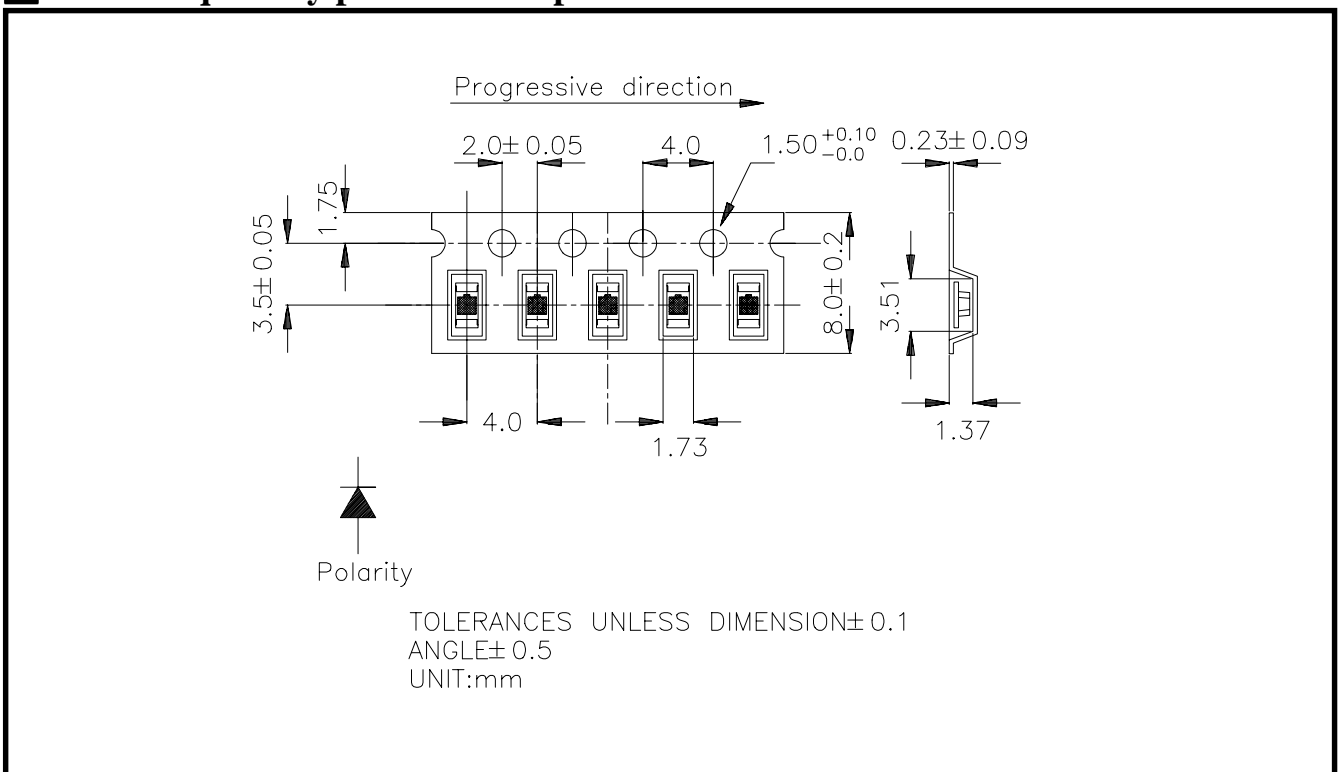 Progressive direction
2.0±0.05
4.0
1.50 +0.10 -0.0
0.23±0.09
1.75
3.5±0.05
8.0±0.2
3.51
4.0
1.73
1.37
Polarity
TOLERANCES UNLESS DIMENSION±0.1
ANGLE±0.5
UNIT:mm